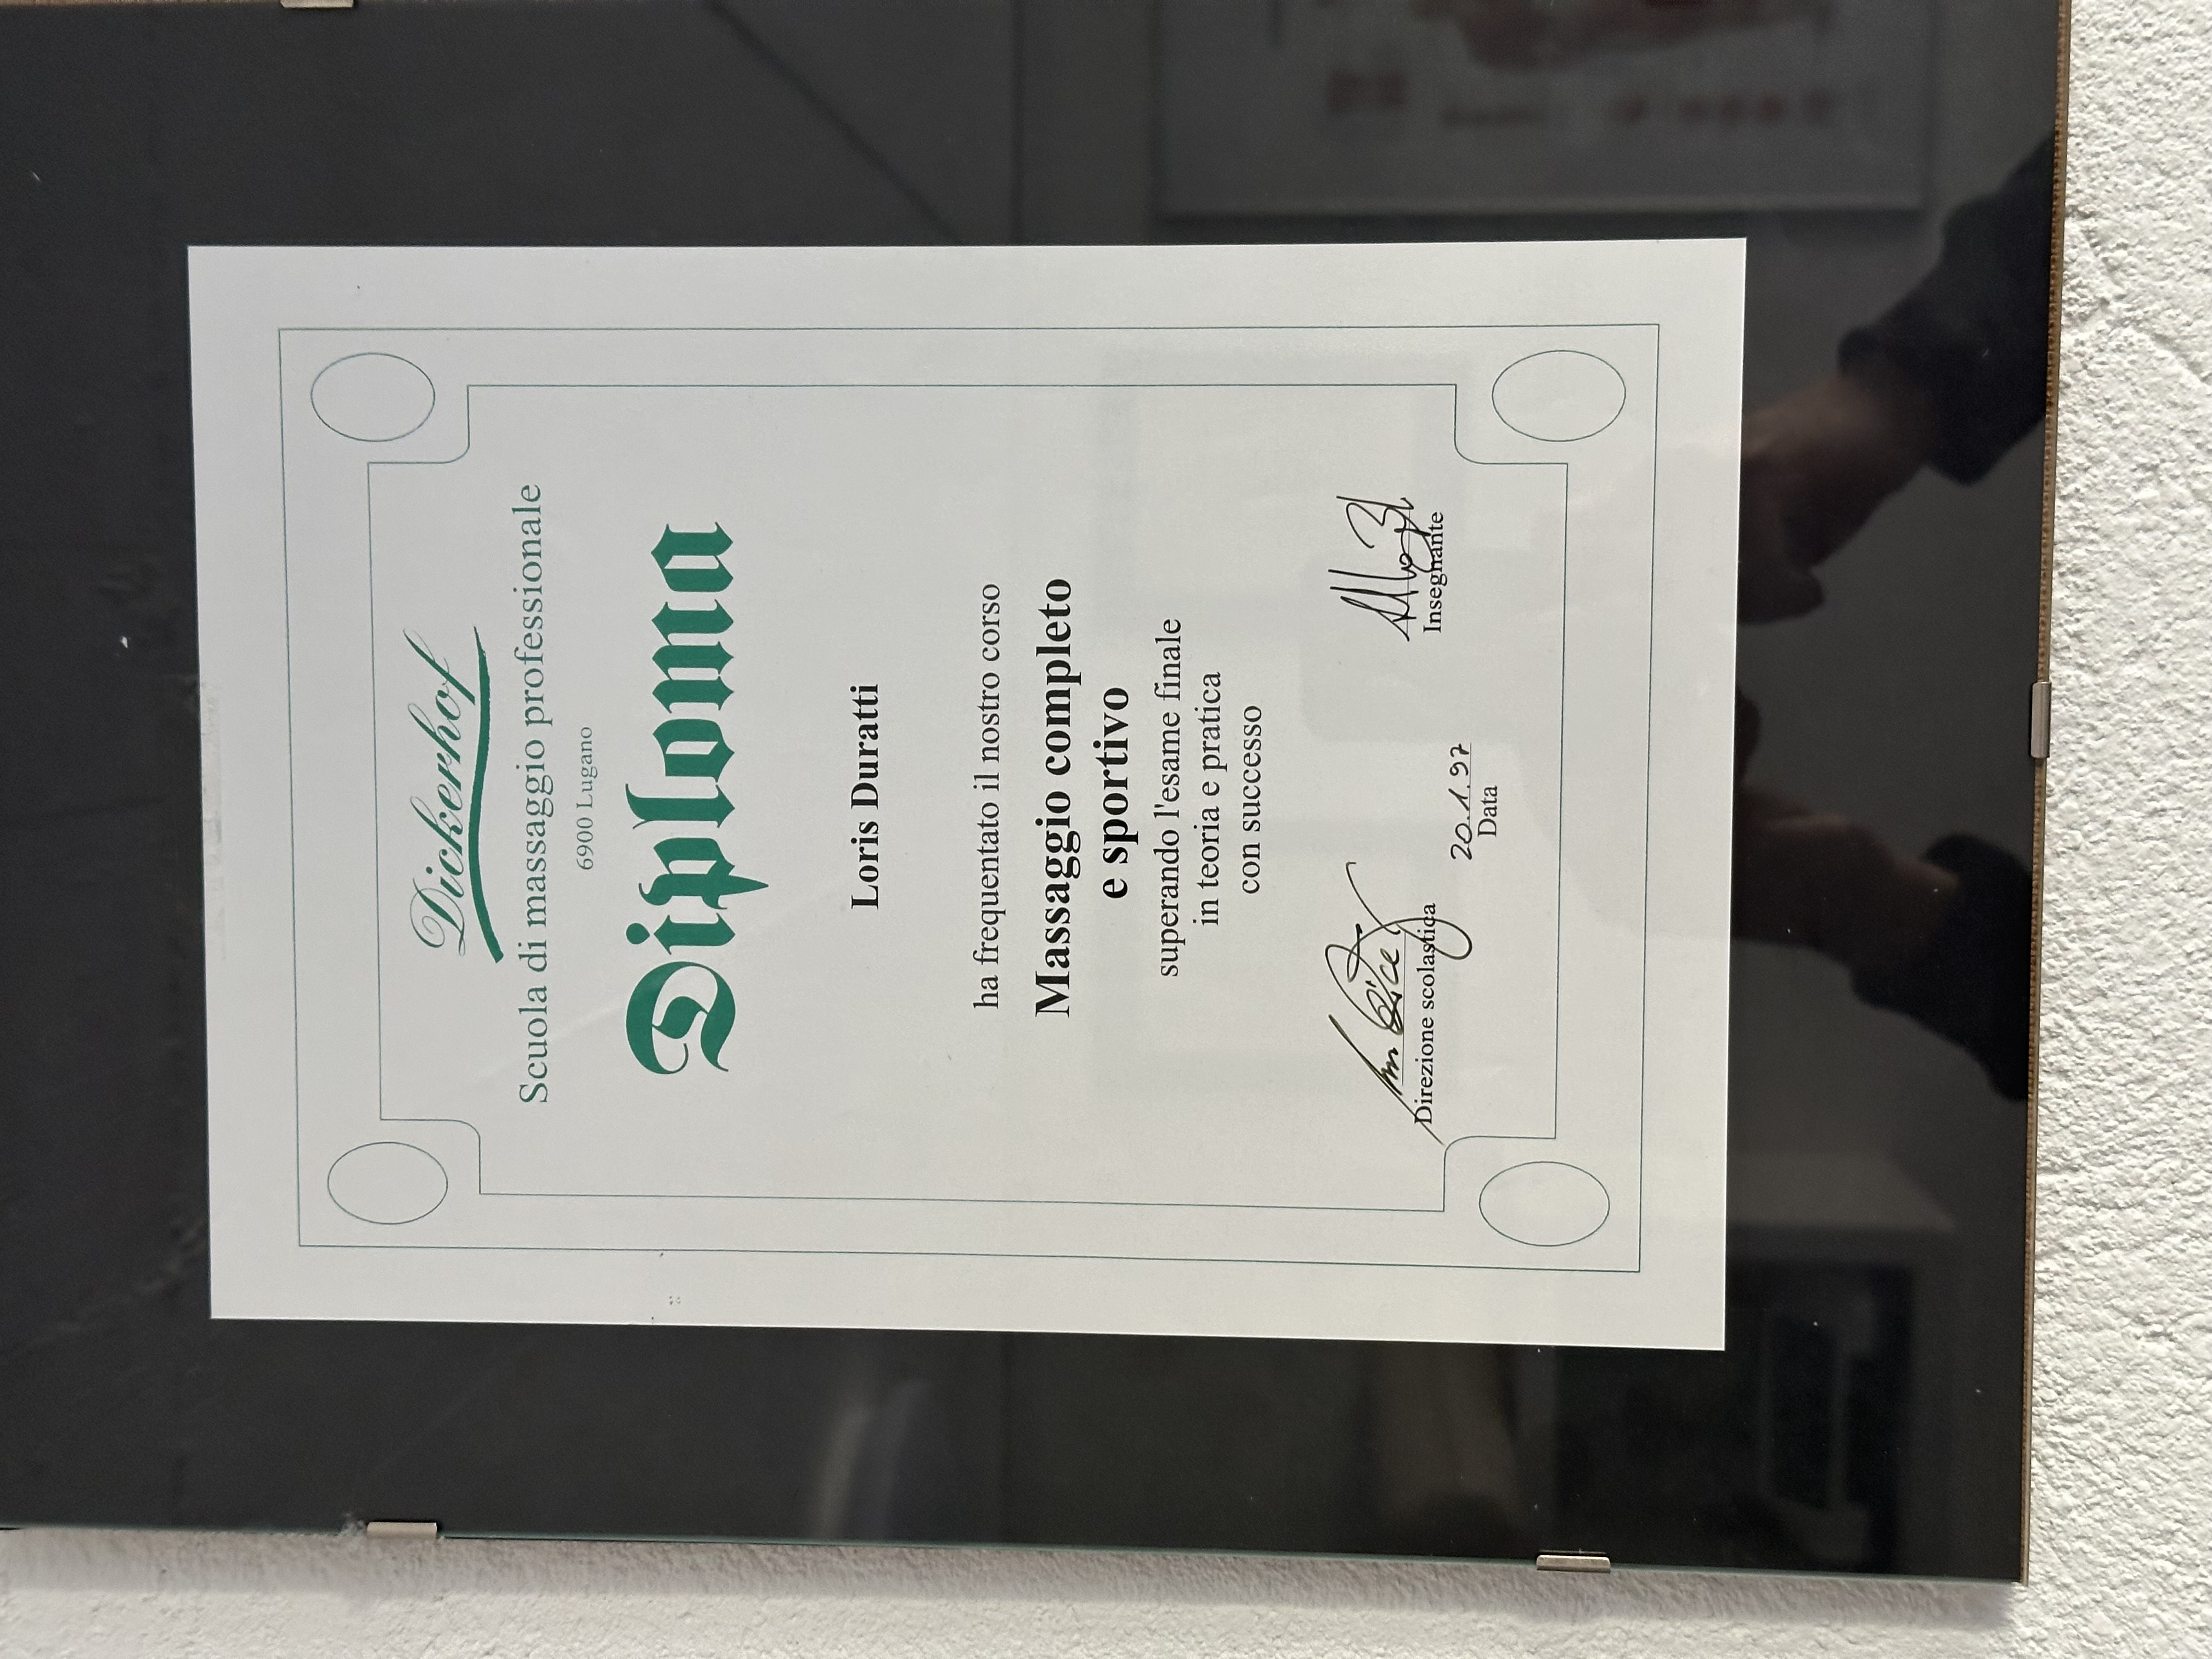 Dickerhof
Scuola di massaggio professionale
6900 Lugano
Diploma
Loris Duratti
ha frequentato il nostro corso
Massaggio completo
e sportivo
superando l'esame finale
in teoria e pratica
con successo
Direzione scolastica
20.1.97
Data
Insegnante